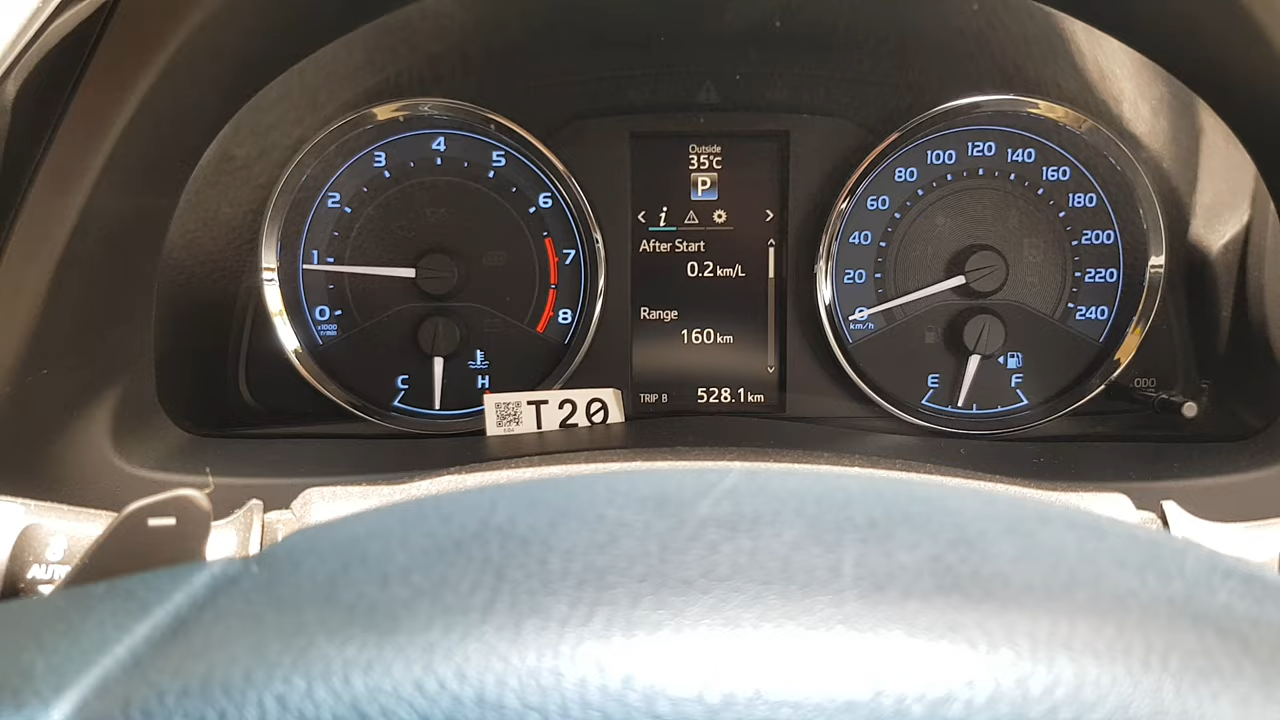 0
1
2
3
4
5
6
7
8
x1000
r/min
C
H
T20
Outside
35°C
P
< i >
After Start
0.2 km/L
Range
160 km
TRIP B 528.1 km
0
20
40
60
80
100
120
140
160
180
200
220
240
km/h
E
F
AUTO